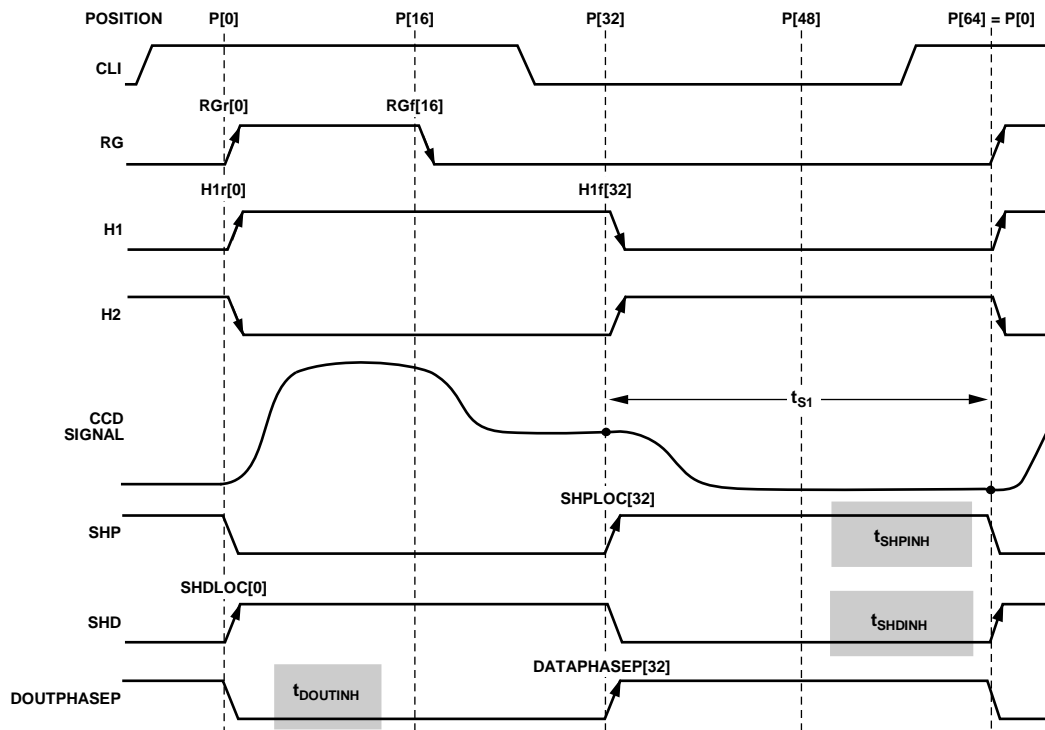 POSITION P[0] P[16] P[32] P[48] P[64] = P[0]
CLI
RGr[0] RGf[16]
RG
H1r[0] H1f[32]
H1
H2
tS1
CCD
SIGNAL
SHPLOC[32]
SHP tSHPINH
SHDLOC[0]
SHD tSHDINH
DATAPHASEP[32]
DOUTPHASEP tDOUTINH